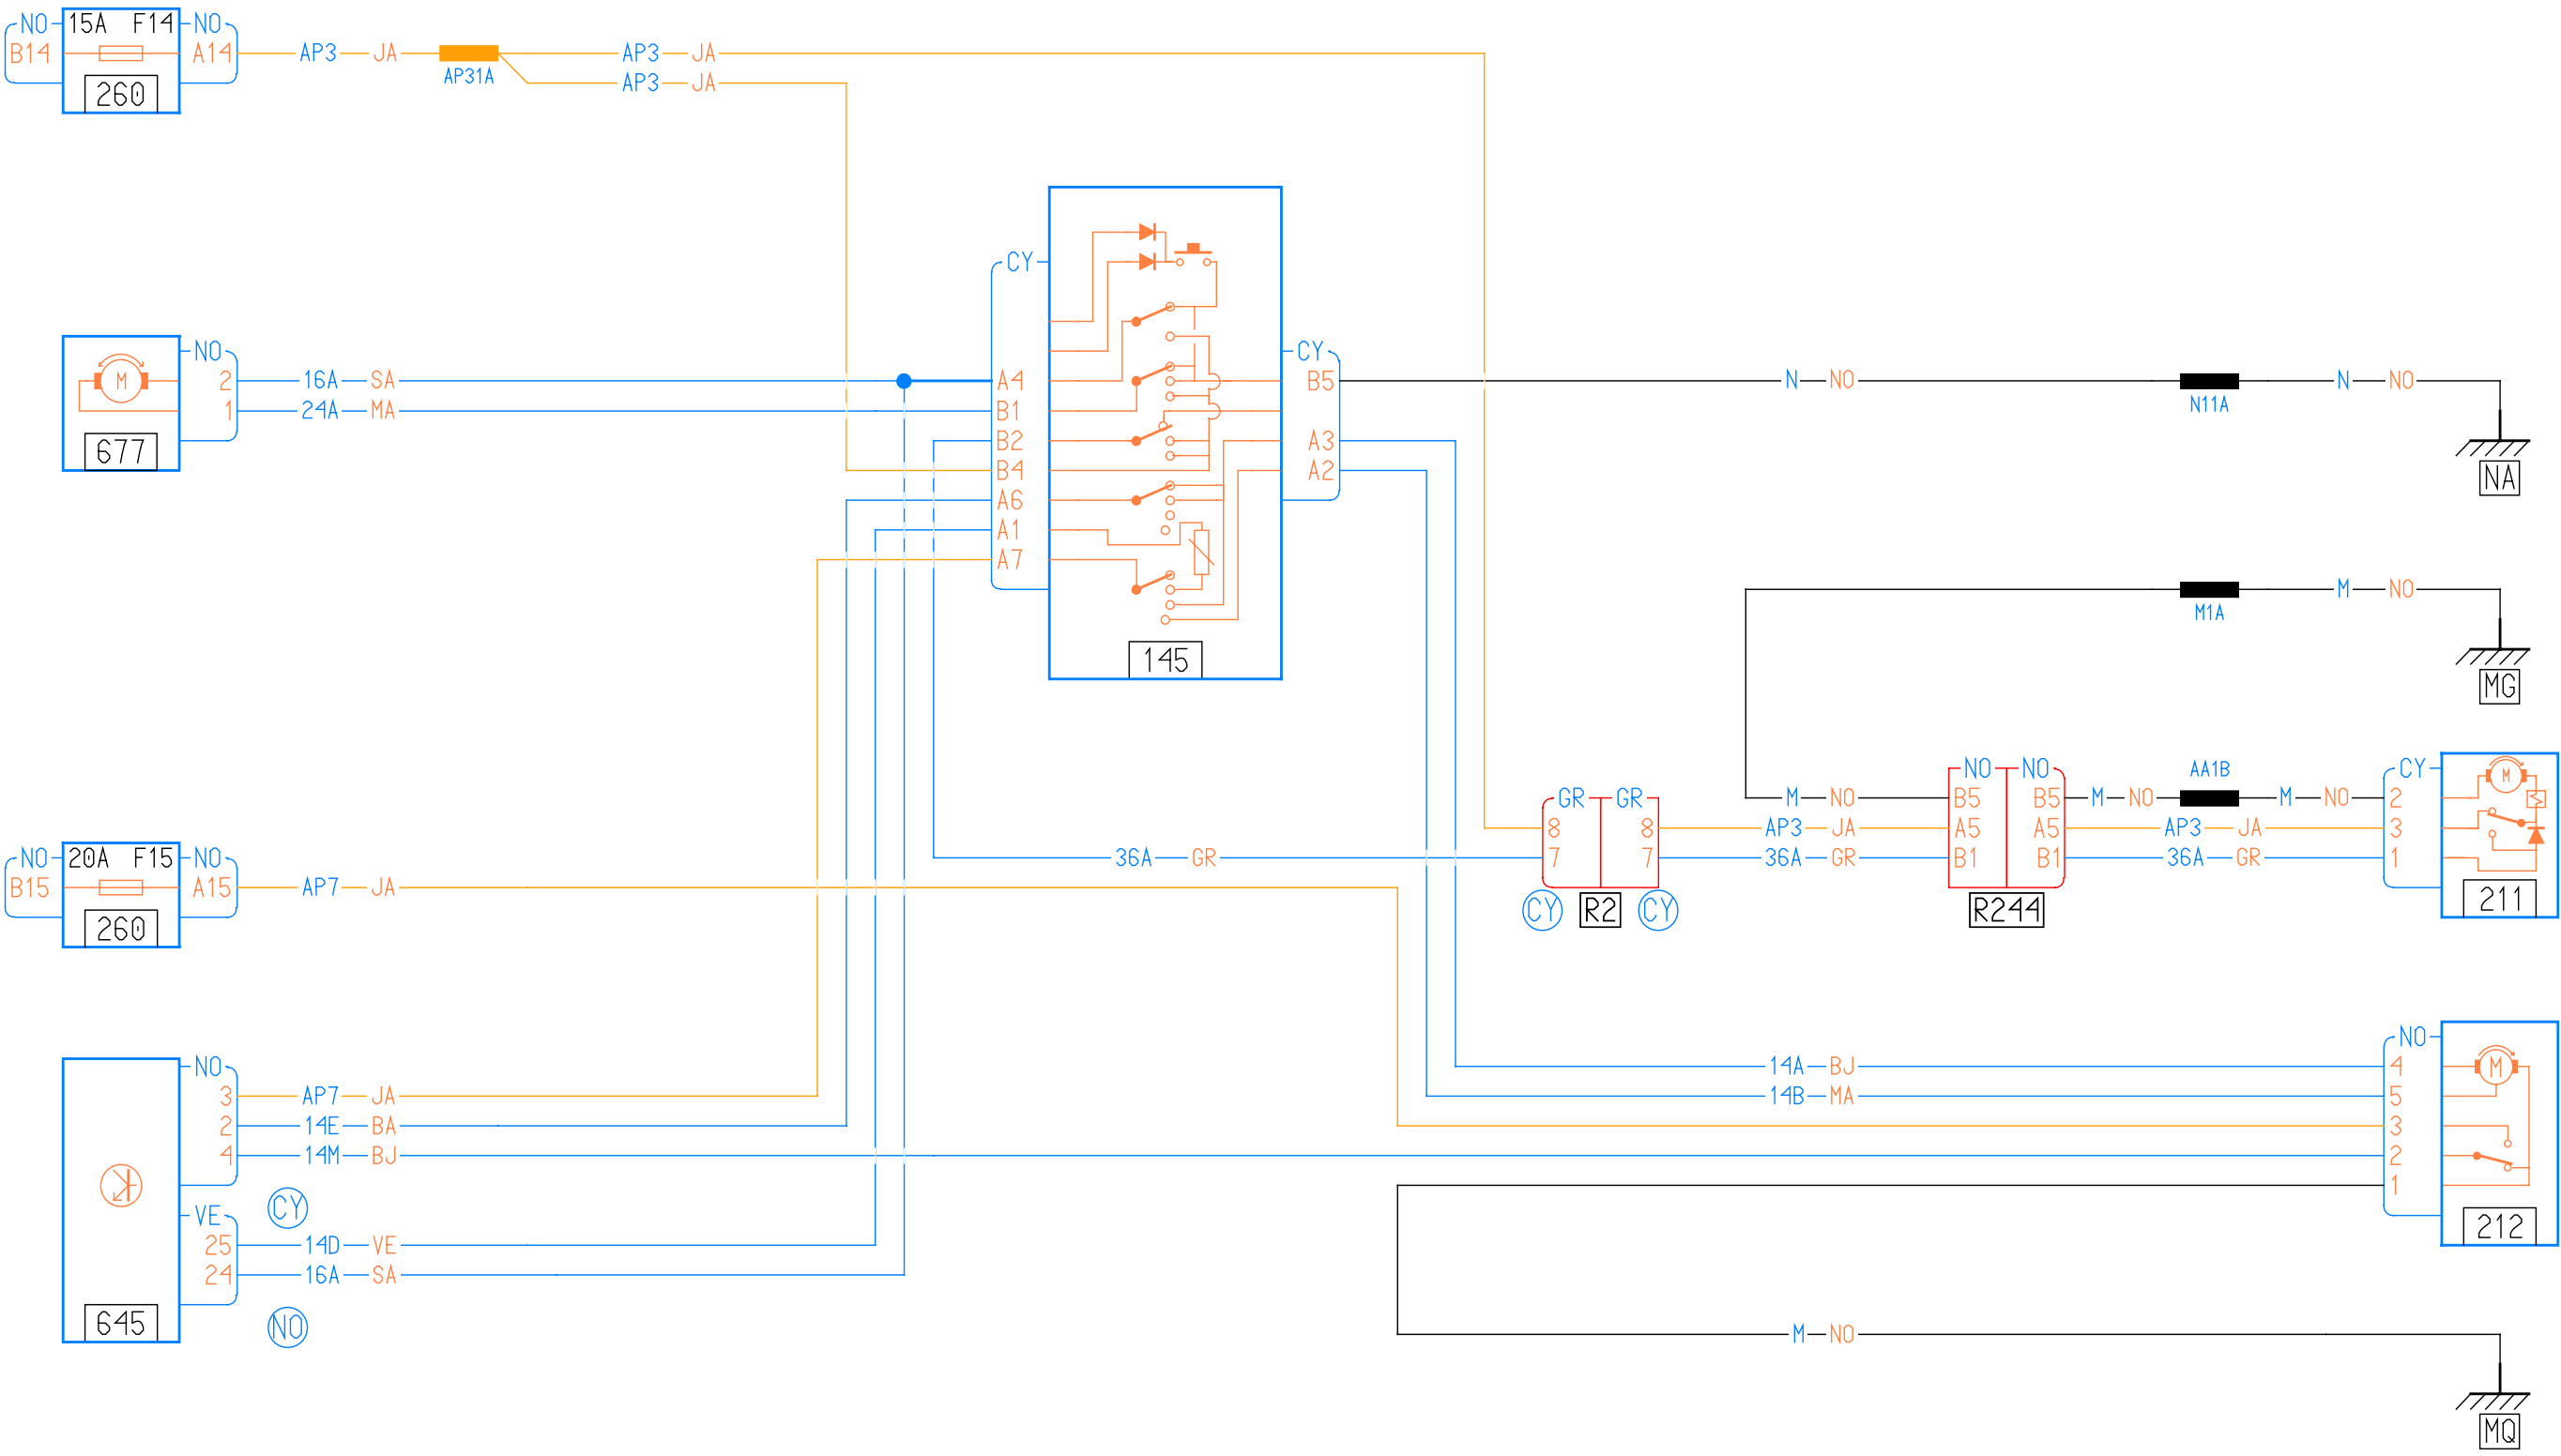 NO 15A F14 NO
B14 A14 AP3 JA AP3 JA
AP31A AP3 JA
260
CY
NO CY
2 16A SA A4 B5 N NO N NO
1 24A MA B1 N11A
B2 A3
677 B4 A2 NA
A6
A1
A7
M NO
M1A
145
MG
NO NO AA1B CY
GR GR M NO B5 B5 M NO M NO 2
8 8 AP3 JA A5 A5 AP3 JA 3
NO 20A F15 NO 36A GR 7 7 36A GR B1 B1 36A GR 1
B15 A15 AP7 JA
260 CY R2 CY R244 211
NO
NO 14A BJ 4
3 AP7 JA 14B MA 5
2 14E BA 3
4 14M BJ 2
1
CY
VE 212
25 14D VE
24 16A SA
645 NO M NO
MQ
M
M
M